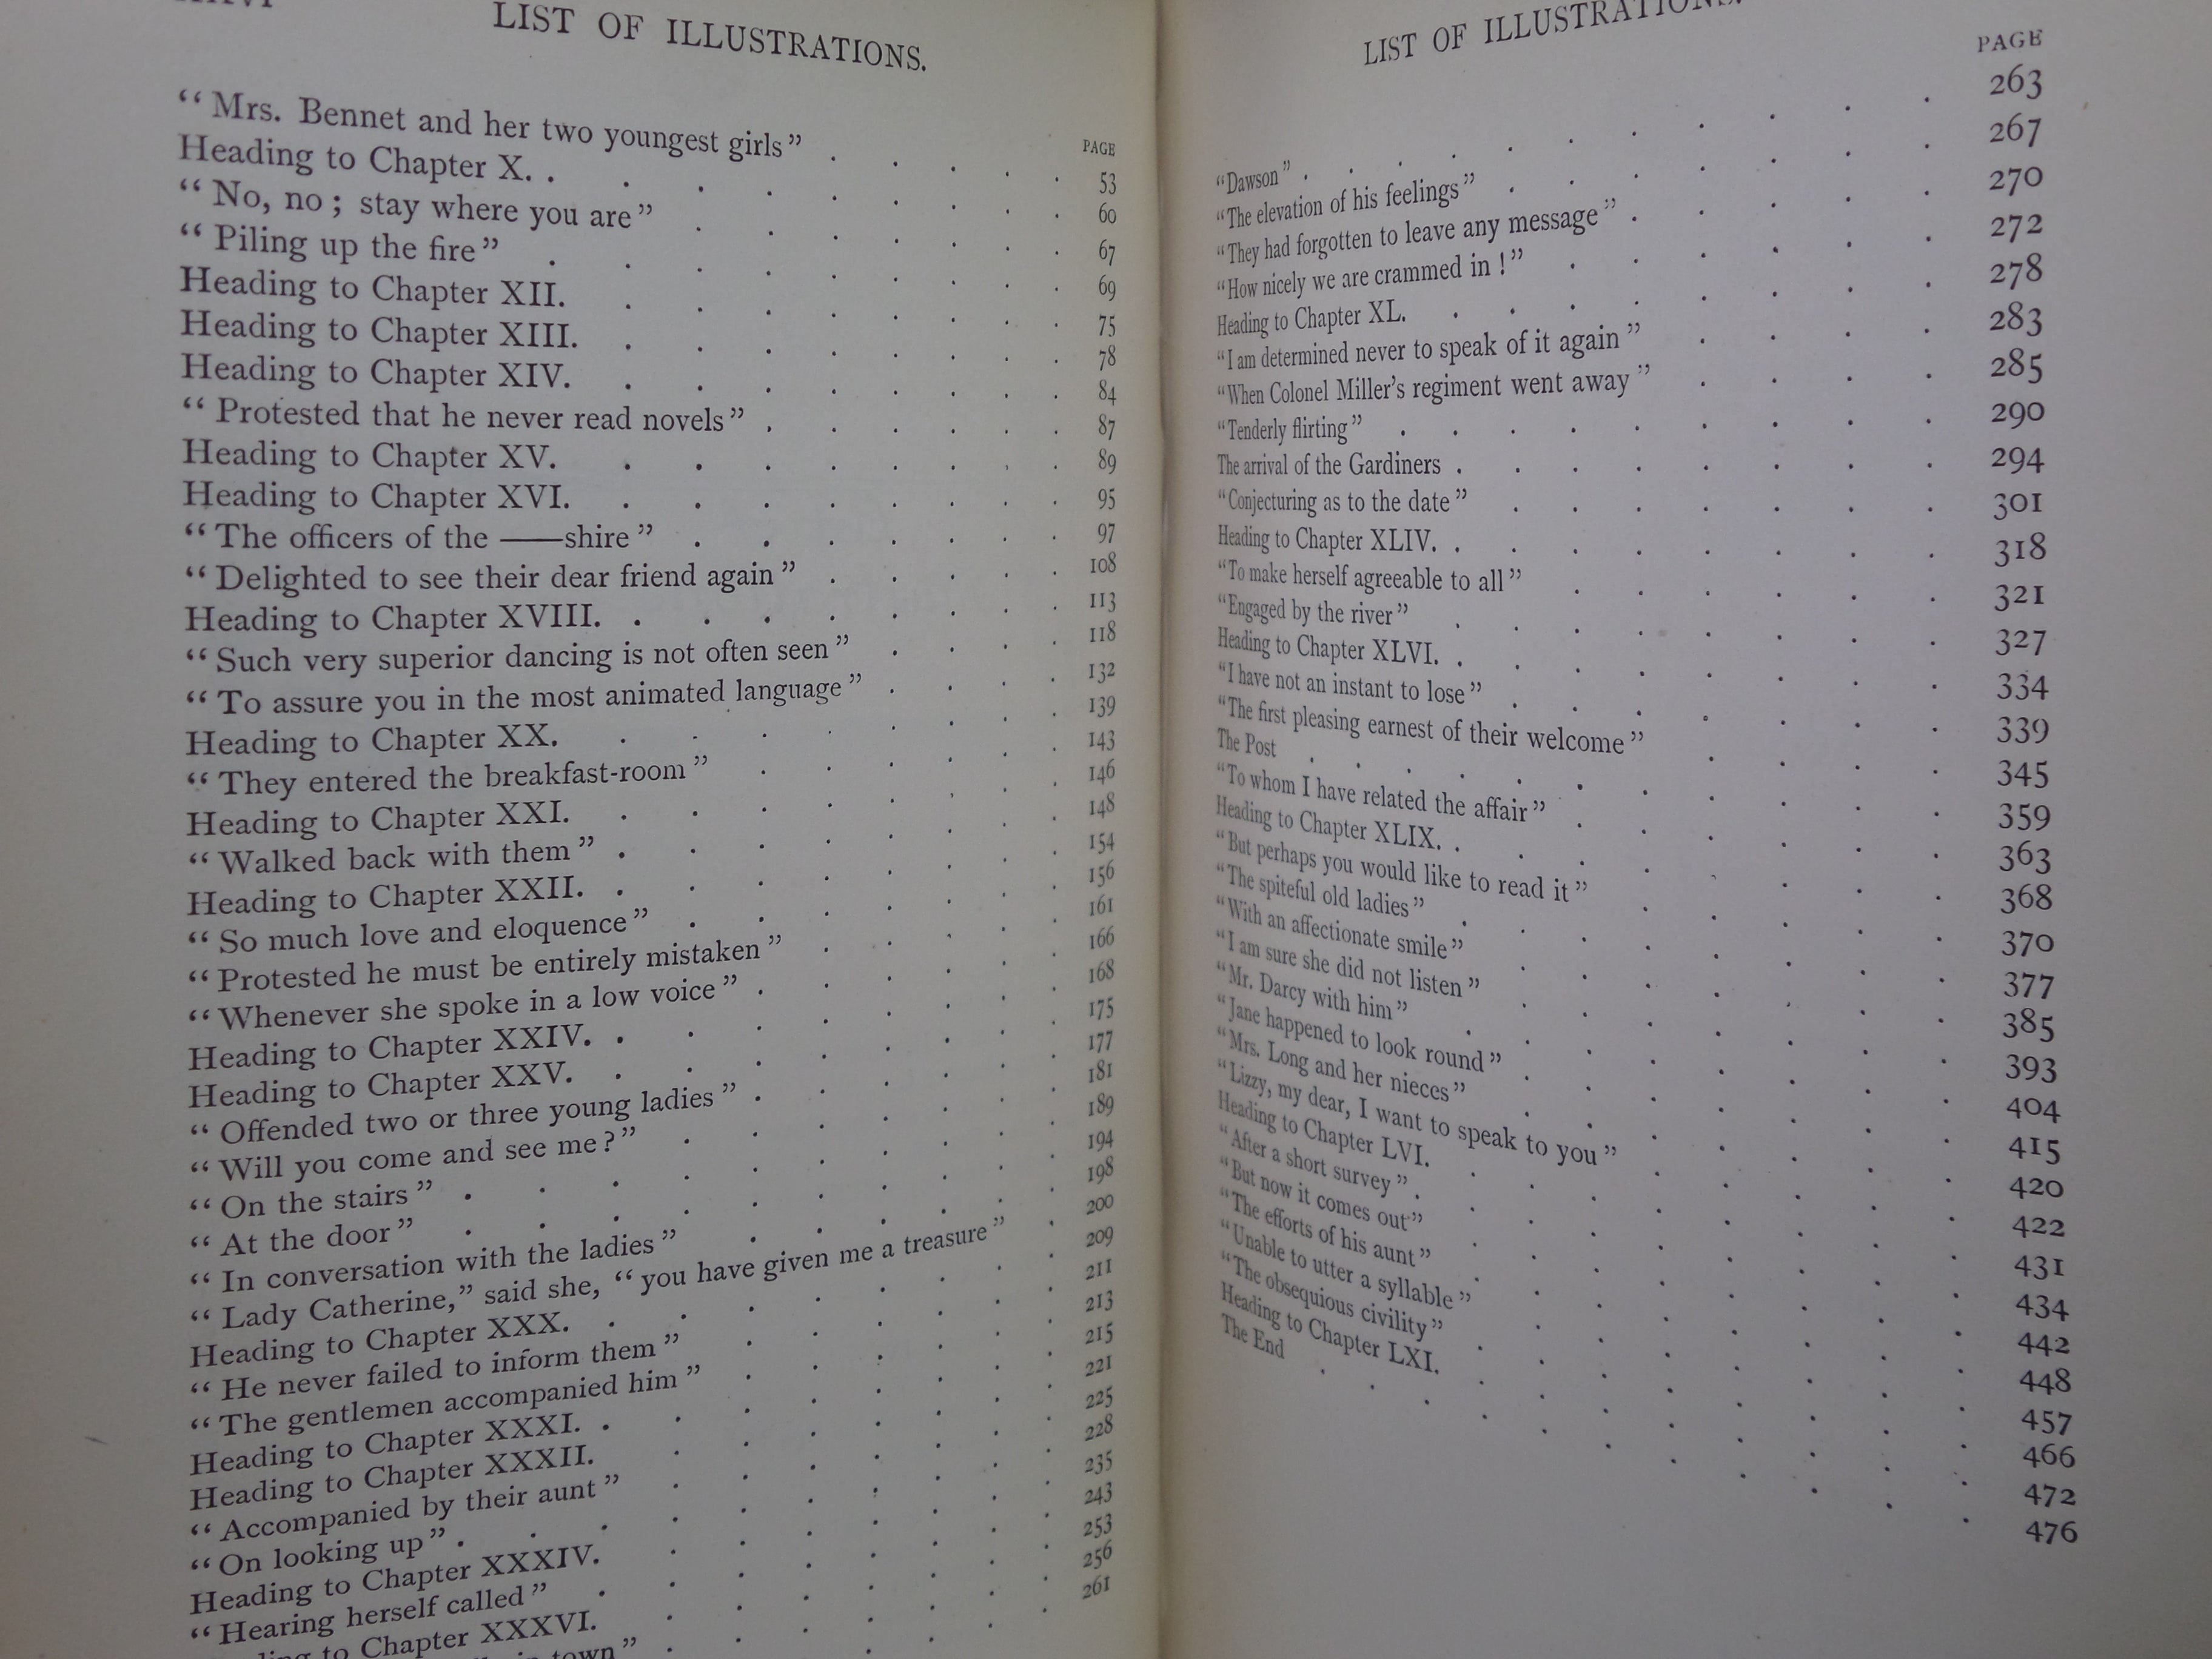 LIST OF ILLUSTRATIONS.
PAGE
“Mrs. Bennet and her two youngest girls” . . . . 53
Heading to Chapter X. . . . . . . . 60
“No, no; stay where you are” . . . . . . 67
“Piling up the fire” . . . . . . . . 69
Heading to Chapter XII. . . . . . . . 75
Heading to Chapter XIII. . . . . . . . 78
Heading to Chapter XIV. . . . . . . . 84
“Protested that he never read novels” . . . . . 87
Heading to Chapter XV. . . . . . . . 89
Heading to Chapter XVI. . . . . . . . 95
“The officers of the ——shire” . . . . . . 97
“Delighted to see their dear friend again” . . . . 108
Heading to Chapter XVIII. . . . . . . . 113
“Such very superior dancing is not often seen” . . . . 118
“To assure you in the most animated language” . . . . 132
Heading to Chapter XX. . . . . . . . 139
“They entered the breakfast-room” . . . . . 143
Heading to Chapter XXI. . . . . . . . 146
“Walked back with them” . . . . . . . 148
Heading to Chapter XXII. . . . . . . . 154
“So much love and eloquence” . . . . . . 156
“Protested he must be entirely mistaken” . . . . 161
“Whenever she spoke in a low voice” . . . . . 166
Heading to Chapter XXIV. . . . . . . . 168
Heading to Chapter XXV. . . . . . . . 175
“Offended two or three young ladies” . . . . . 177
“Will you come and see me?” . . . . . . 181
“On the stairs” . . . . . . . . . 189
“At the door” . . . . . . . . . 194
“In conversation with the ladies” . . . . . 198
“Lady Catherine,” said she, “you have given me a treasure” . 200
Heading to Chapter XXX. . . . . . . . 209
“He never failed to inform them” . . . . . 211
“The gentlemen accompanied him” . . . . . 213
Heading to Chapter XXXI. . . . . . . . 215
Heading to Chapter XXXII. . . . . . . . 221
“Accompanied by their aunt” . . . . . . 225
“On looking up” . . . . . . . . . 228
Heading to Chapter XXXIV. . . . . . . . 235
“Hearing herself called” . . . . . . . 243
to Chapter XXXVI. . . . . . . . 253
town” . . . . . . 256
261
LIST OF ILLUSTRATIONS.
PAGE
“Dawson” . . . . . . . . . . 263
“The elevation of his feelings” . . . . . . . 267
“They had forgotten to leave any message” . . . . . 270
“How nicely we are crammed in!” . . . . . . 272
Heading to Chapter XL. . . . . . . . . 278
“I am determined never to speak of it again” . . . . 283
“When Colonel Miller’s regiment went away” . . . . 285
“Tenderly flirting” . . . . . . . . . 290
The arrival of the Gardiners . . . . . . . . 294
“Conjecturing as to the date” . . . . . . . 301
Heading to Chapter XLIV. . . . . . . . . 318
“To make herself agreeable to all” . . . . . . 321
“Engaged by the river” . . . . . . . . 327
Heading to Chapter XLVI. . . . . . . . . 334
“I have not an instant to lose” . . . . . . . 339
“The first pleasing earnest of their welcome” . . . . 345
The Post . . . . . . . . . . 359
“To whom I have related the affair” . . . . . . 363
Heading to Chapter XLIX. . . . . . . . . 368
“But perhaps you would like to read it” . . . . . 370
“The spiteful old ladies” . . . . . . . . 377
“With an affectionate smile” . . . . . . . 385
“I am sure she did not listen” . . . . . . . 393
“Mr. Darcy with him” . . . . . . . . 404
“Jane happened to look round” . . . . . . . 415
“Mrs. Long and her nieces” . . . . . . . 420
“Lizzy, my dear, I want to speak to you” . . . . . 422
Heading to Chapter LVI. . . . . . . . . 431
“After a short survey” . . . . . . . . . 434
“But now it comes out” . . . . . . . . 442
“The efforts of his aunt” . . . . . . . . 448
“Unable to utter a syllable” . . . . . . . 457
“The obsequious civility” . . . . . . . . 466
Heading to Chapter LXI. . . . . . . . . 472
The End . . . . . . . . . . 476